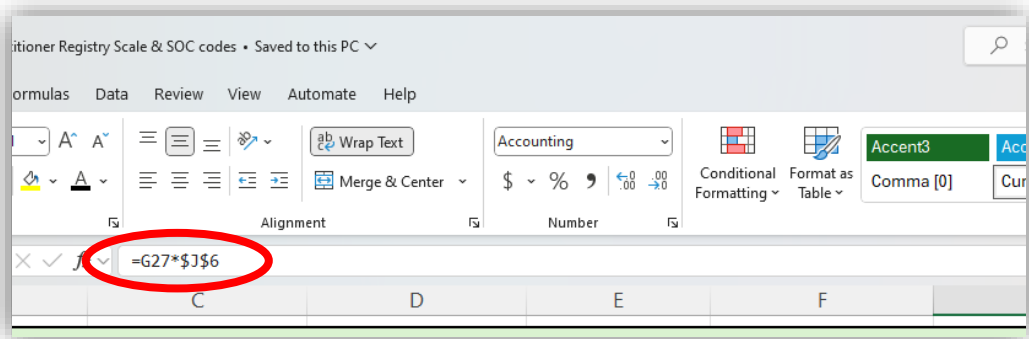 itioner Registry Scale & SOC codes • Saved to this PC
ormulas Data Review View Automate Help
Wrap Text Accounting Accent3 Acc
Merge & Center $ % Conditional Formatting Format as Table Comma [0] Cur
Alignment Number
=G27*$J$6
C D E F